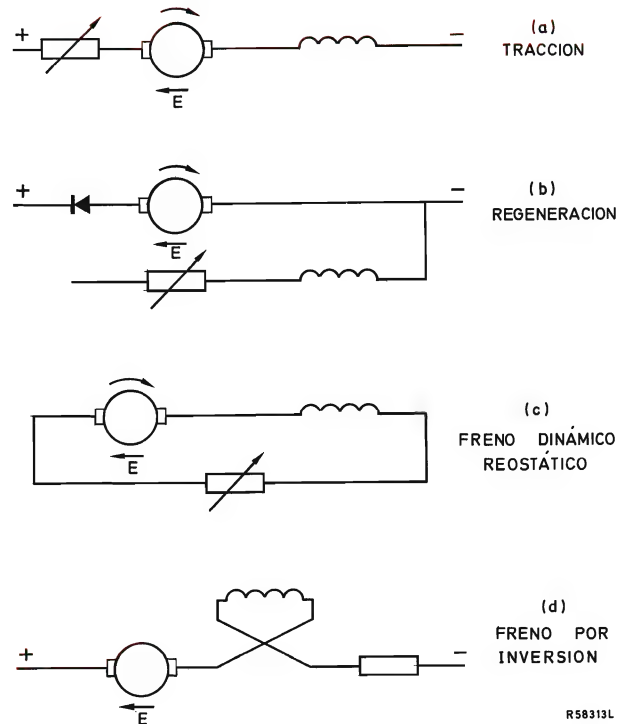 +
−
(a)
TRACCION
E
+
−
(b)
REGENERACION
E
(c)
FRENO DINÁMICO
REOSTÁTICO
E
(d)
FRENO POR
INVERSION
+
−
E
R58313L